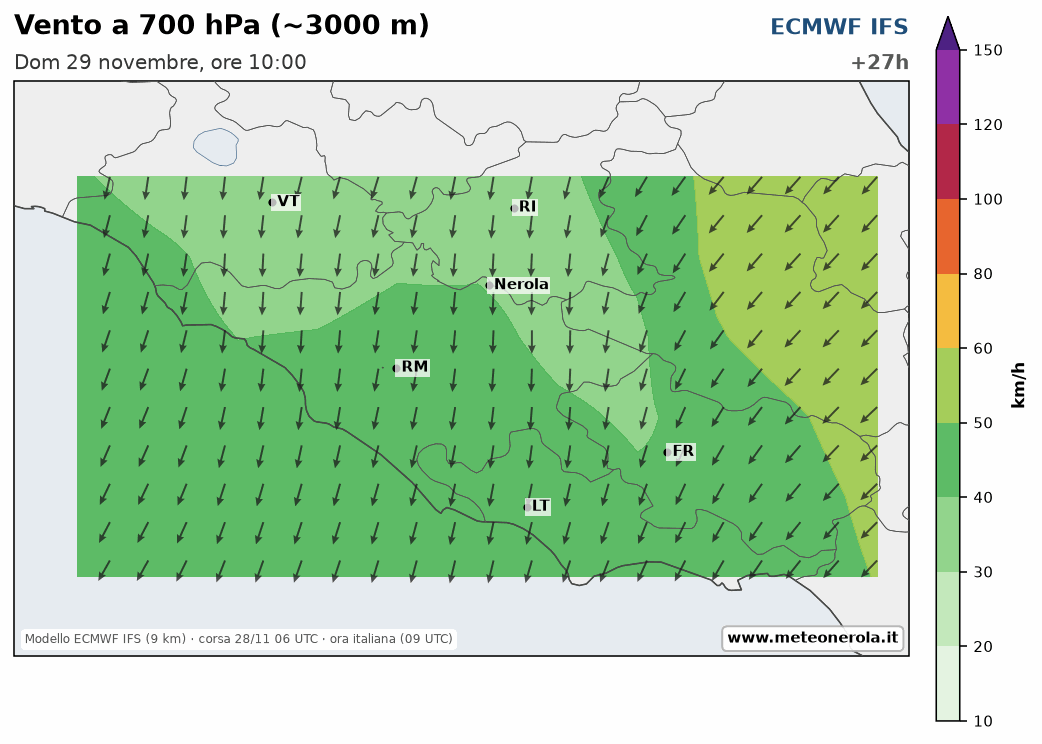 Vento a 700 hPa (~3000 m)
ECMWF IFS
Dom 29 novembre, ore 10:00
+27h
VT
RI
Nerola
RM
FR
LT
150
120
100
80
60
50
40
30
20
10
km/h
Modello ECMWF IFS (9 km) · corsa 28/11 06 UTC · ora italiana (09 UTC)
www.meteonerola.it